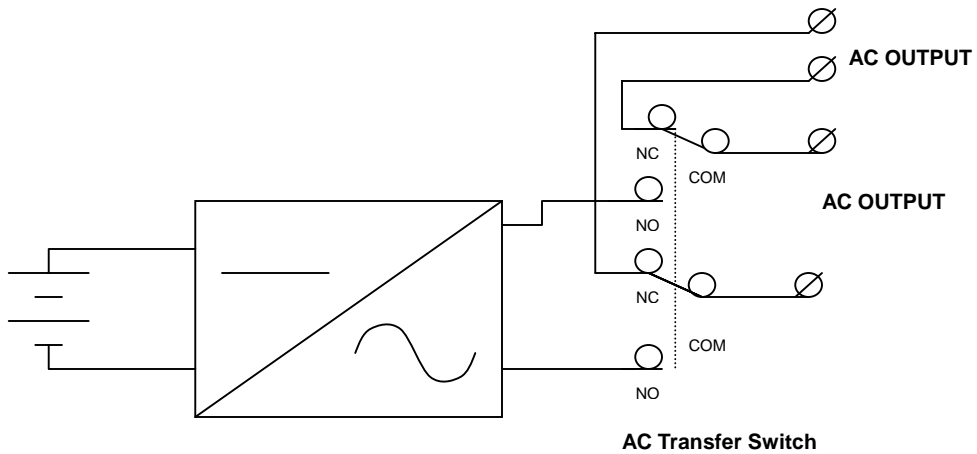 AC OUTPUT
NC
COM
AC OUTPUT
NO
NC
COM
NO
AC Transfer Switch